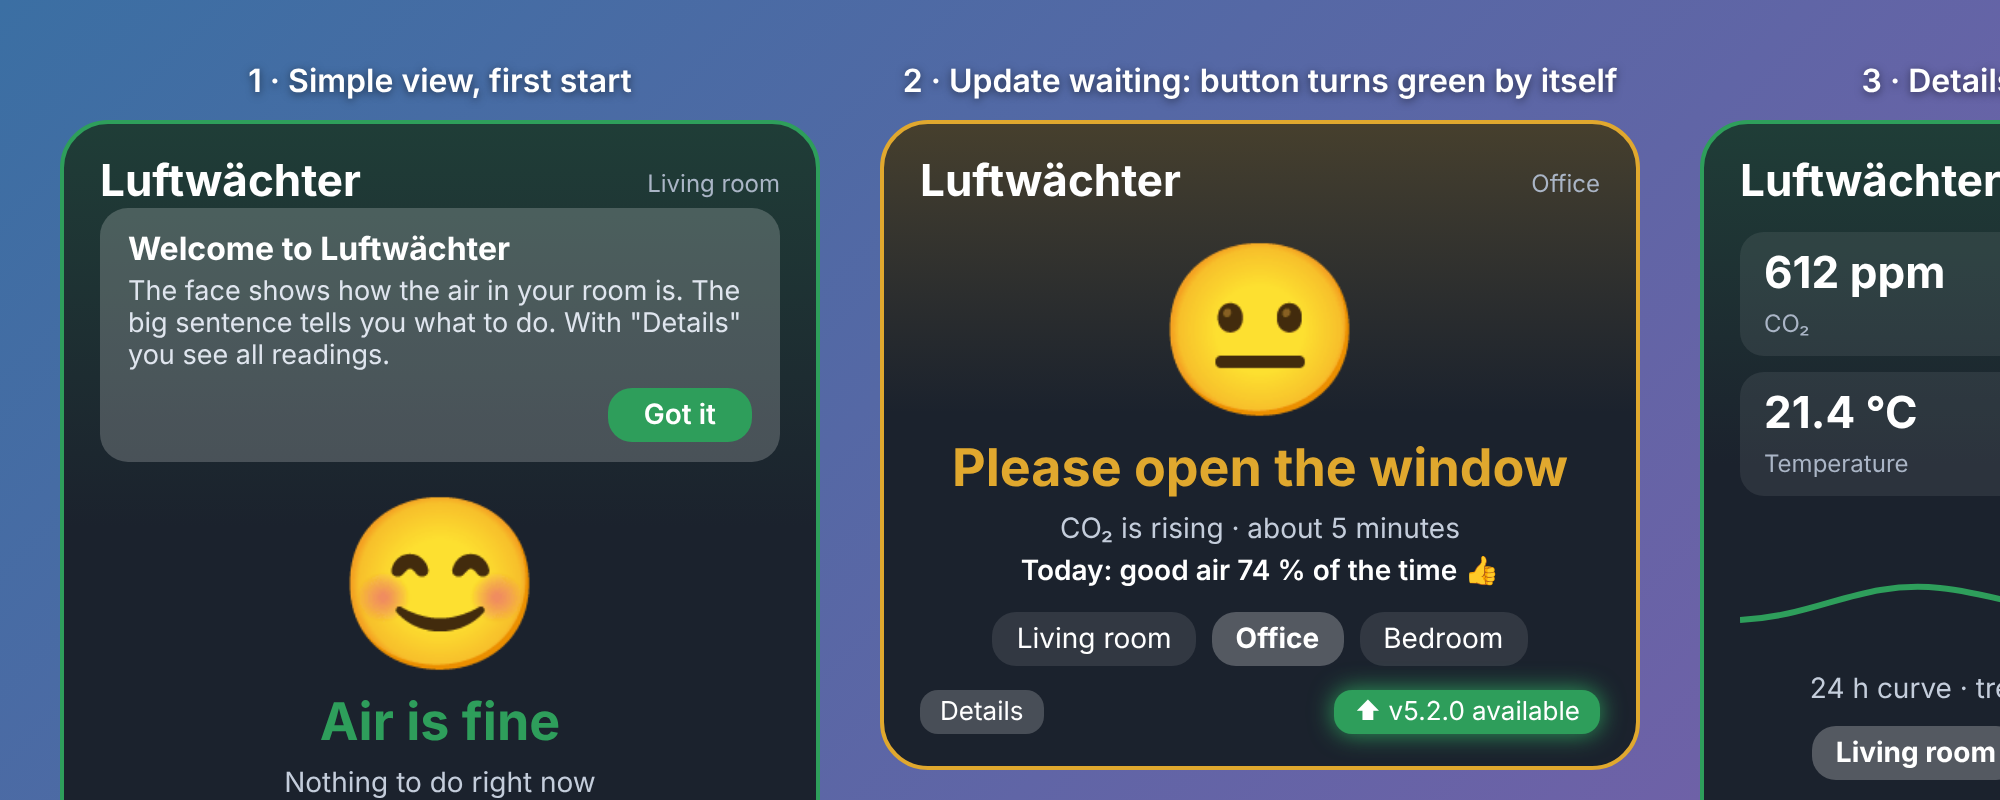 1 · Simple view, first start
Luftwächter
Living room
Welcome to Luftwächter
The face shows how the air in your room is. The
big sentence tells you what to do. With "Details"
you see all readings.
Got it
Air is fine
Nothing to do right now
2 · Update waiting: button turns green by itself
Luftwächter
Office
Please open the window
CO₂ is rising · about 5 minutes
Today: good air 74 % of the time 👍
Living room
Office
Bedroom
Details
⬆ v5.2.0 available
3 · Details
Luftwächter
612 ppm
CO₂
21.4 °C
Temperature
24 h curve ·
Living room